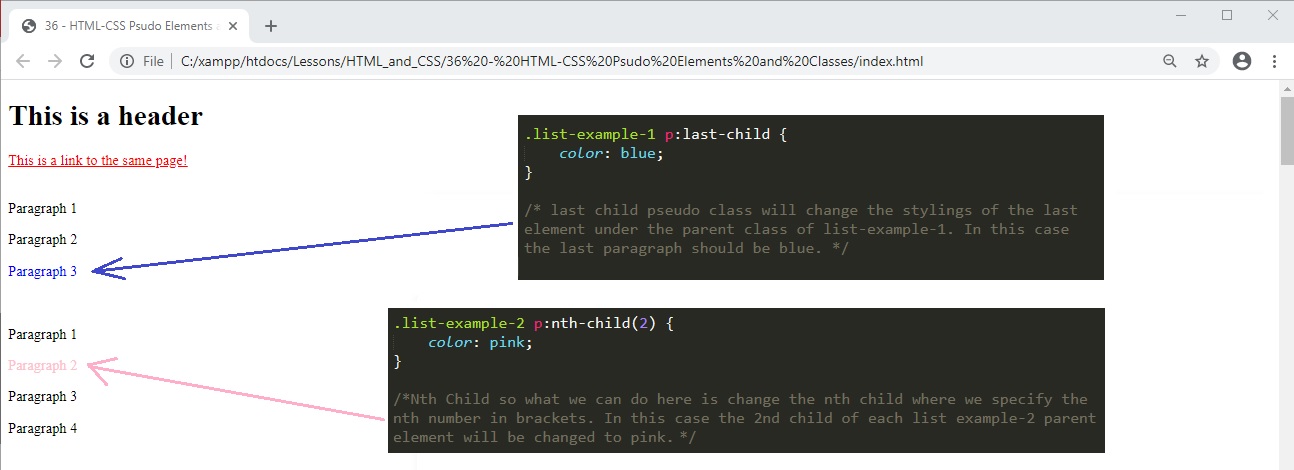 36 - HTML-CSS Psudo Elements
File | C:/xampp/htdocs/Lessons/HTML_and_CSS/36%20-%20HTML-CSS%20Psudo%20Elements%20and%20Classes/index.html
This is a header
This is a link to the same page!
Paragraph 1
Paragraph 2
Paragraph 3
.list-example-1 p:last-child {
color: blue;
}
/* last child pseudo class will change the stylings of the last
element under the parent class of list-example-1. In this case
the last paragraph should be blue. */
Paragraph 1
Paragraph 2
Paragraph 3
Paragraph 4
.list-example-2 p:nth-child(2) {
color: pink;
}
/*Nth Child so what we can do here is change the nth child where we specify the
nth number in brackets. In this case the 2nd child of each list example-2 parent
element will be changed to pink. */